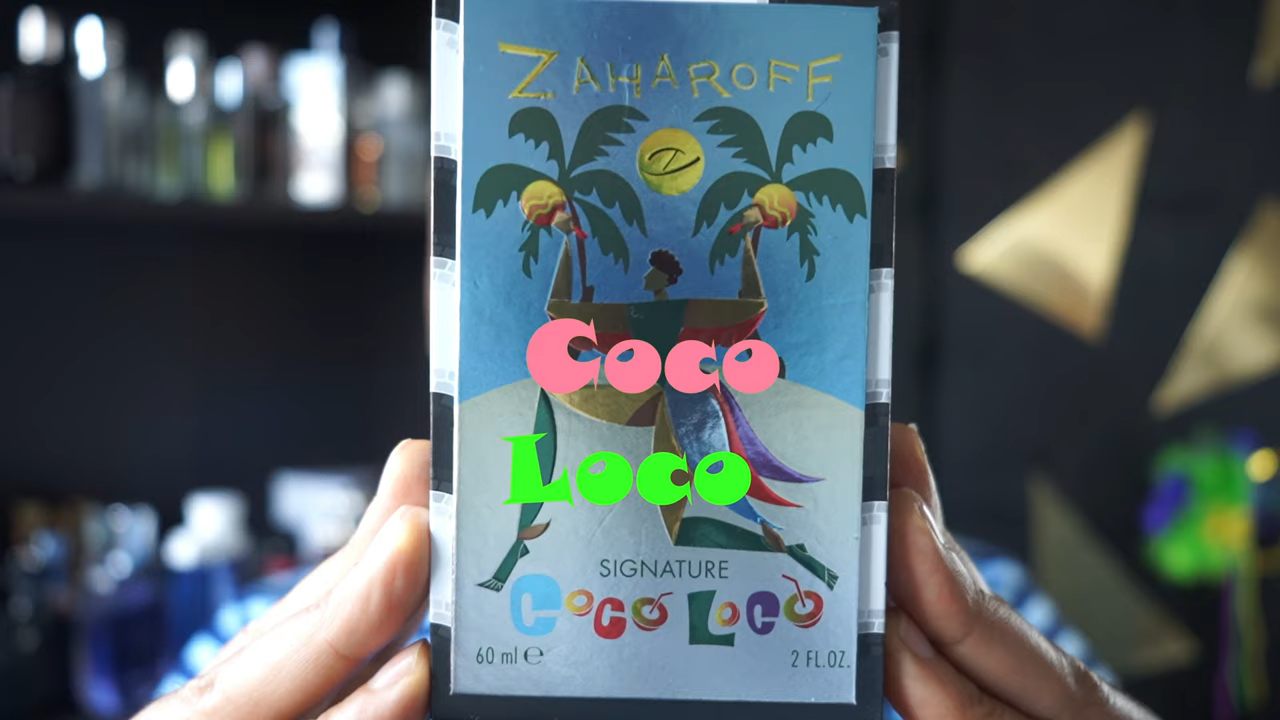 ZAHAROFF
Coco
Loco
SIGNATURE
COCO LOCO
60 ml ℮
2 FL.OZ.